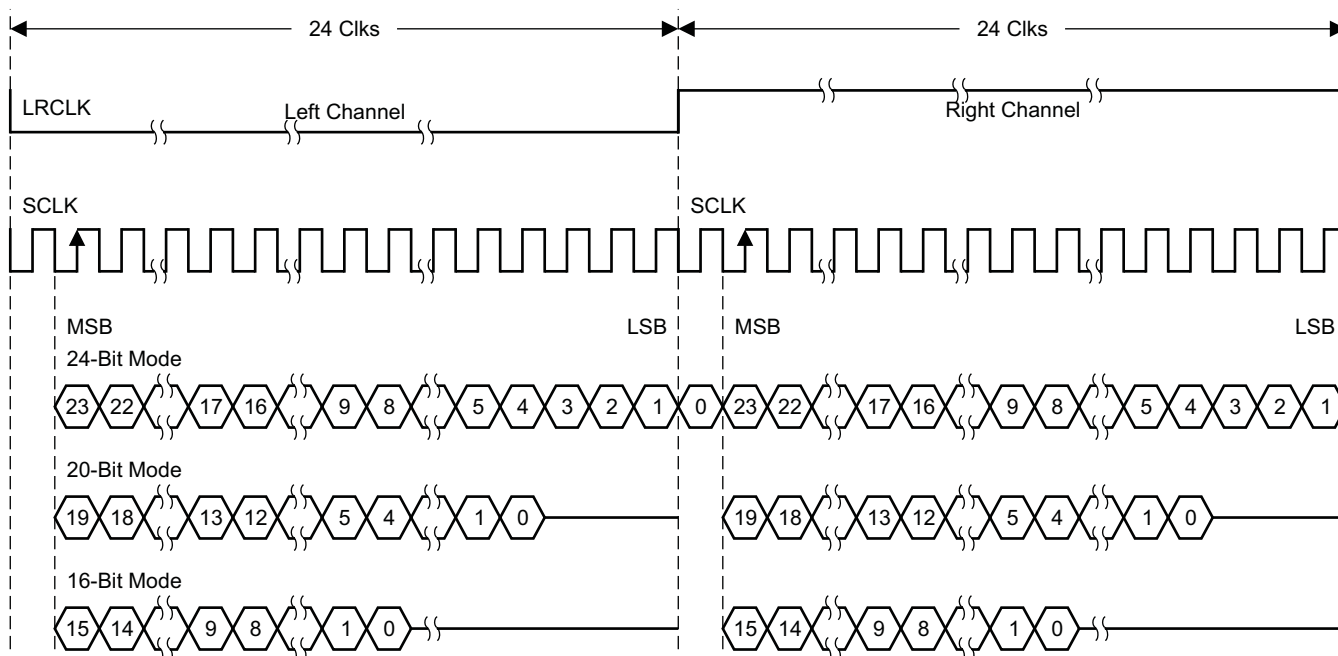 24 Clks 24 Clks
LRCLK Left Channel Right Channel
SCLK SCLK
MSB LSB MSB LSB
24-Bit Mode
23 22 17 16 9 8 5 4 3 2 1 0 23 22 17 16 9 8 5 4 3 2 1
20-Bit Mode
19 18 13 12 5 4 1 0 19 18 13 12 5 4 1 0
16-Bit Mode
15 14 9 8 1 0 15 14 9 8 1 0